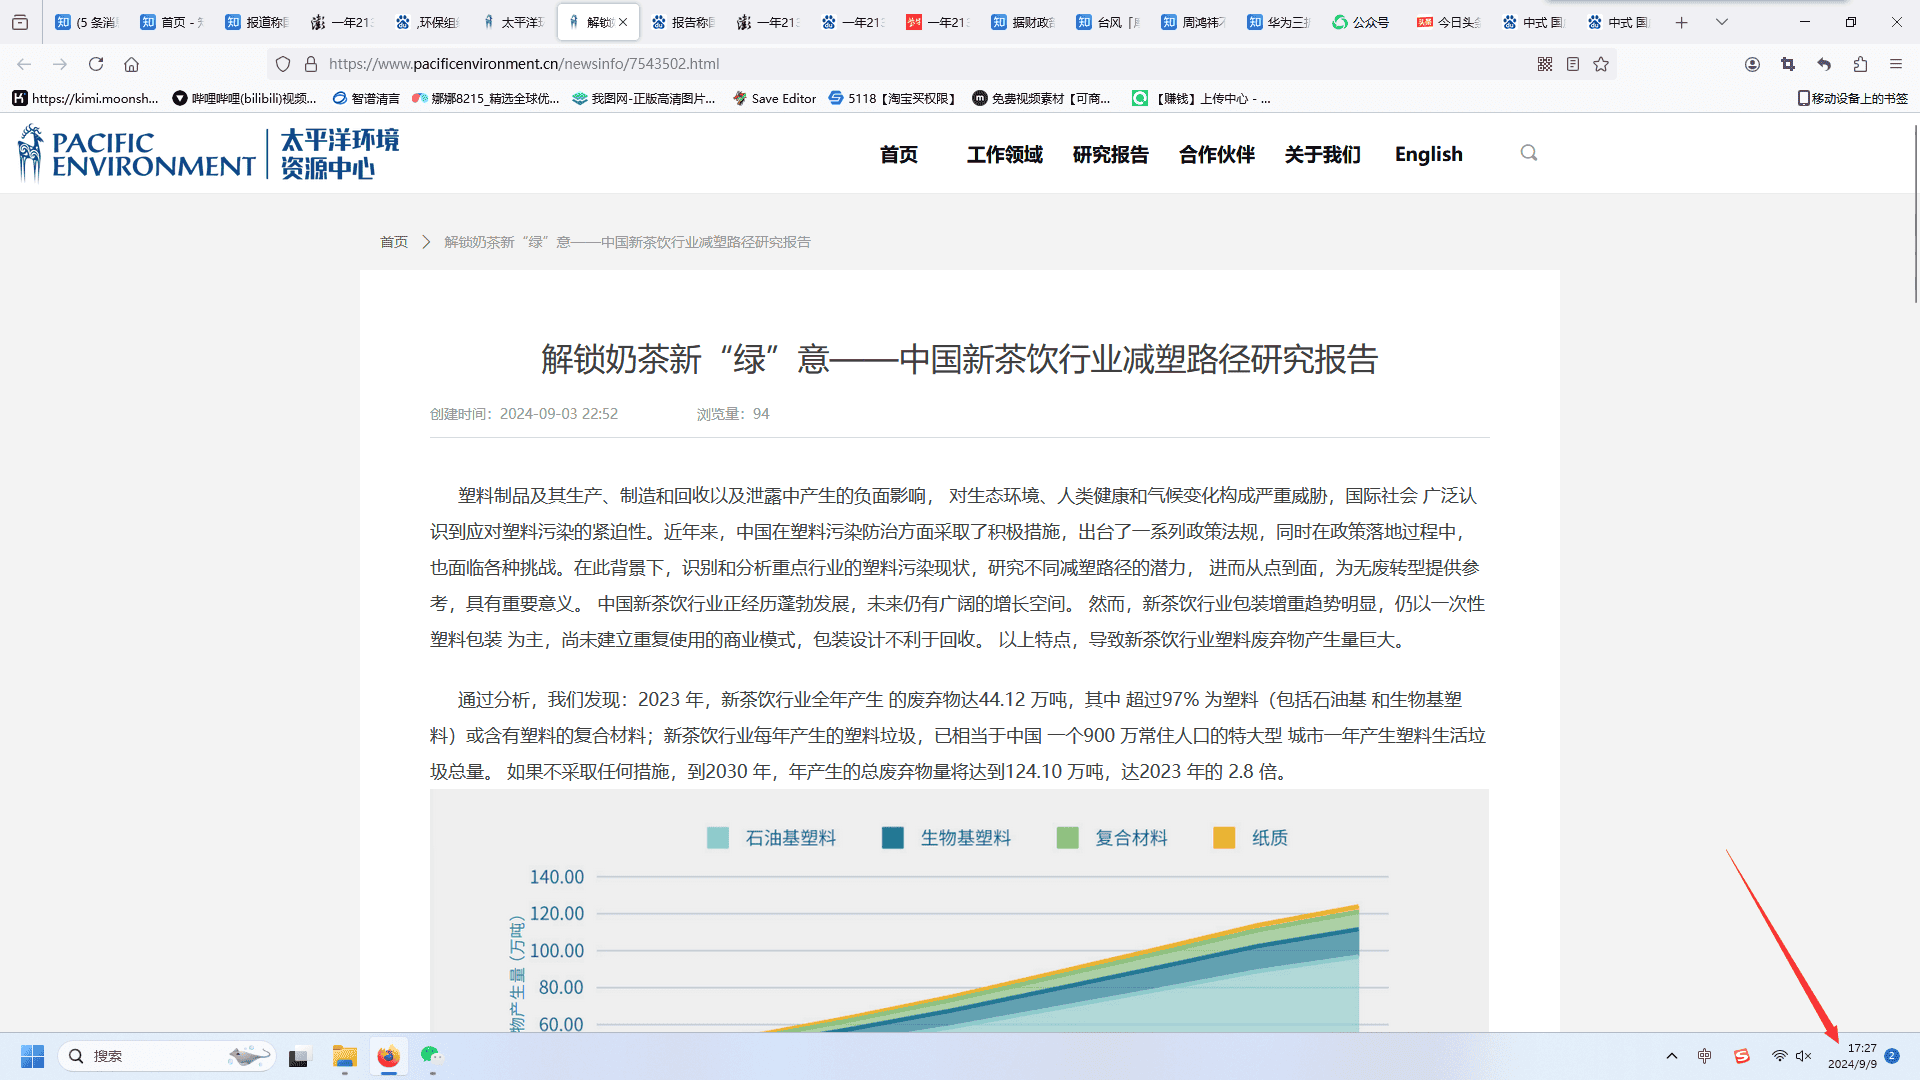 (5 条消
首页 -
报道称
一年21
,环保组
太平洋
解锁
报告称
一年21
一年21
一年21
据财政
台风「
周鸿祎
华为三
公众号
今日头
中式 国
中式 国
https://www.pacificenvironment.cn/newsinfo/7543502.html
https://kimi.moonsh...
哔哩哔哩(bilibili)视频...
智谱清言
娜娜8215_精选全球优...
我图网-正版高清图片...
Save Editor
5118【淘宝买权限】
免费视频素材【可商...
【赚钱】上传中心 - ...
移动设备上的书签
PACIFIC
ENVIRONMENT
太平洋环境
资源中心
首页
工作领域
研究报告
合作伙伴
关于我们
English
首页
解锁奶茶新“绿”意——中国新茶饮行业减塑路径研究报告
解锁奶茶新“绿”意——中国新茶饮行业减塑路径研究报告
创建时间：2024-09-03 22:52
浏览量：94
塑料制品及其生产、制造和回收以及泄露中产生的负面影响， 对生态环境、人类健康和气候变化构成严重威胁，国际社会 广泛认
识到应对塑料污染的紧迫性。近年来，中国在塑料污染防治方面采取了积极措施，出台了一系列政策法规，同时在政策落地过程中，
也面临各种挑战。在此背景下，识别和分析重点行业的塑料污染现状，研究不同减塑路径的潜力， 进而从点到面，为无废转型提供参
考，具有重要意义。 中国新茶饮行业正经历蓬勃发展，未来仍有广阔的增长空间。 然而，新茶饮行业包装增重趋势明显，仍以一次性
塑料包装 为主，尚未建立重复使用的商业模式，包装设计不利于回收。 以上特点，导致新茶饮行业塑料废弃物产生量巨大。
通过分析，我们发现：2023 年，新茶饮行业全年产生 的废弃物达44.12 万吨，其中 超过97% 为塑料（包括石油基 和生物基塑
料）或含有塑料的复合材料；新茶饮行业每年产生的塑料垃圾，已相当于中国 一个900 万常住人口的特大型 城市一年产生塑料生活垃
圾总量。 如果不采取任何措施，到2030 年，年产生的总废弃物量将达到124.10 万吨，达2023 年的 2.8 倍。
石油基塑料
生物基塑料
复合材料
纸质
140.00
120.00
100.00
80.00
60.00
物产生量（万吨）
搜索
中
17:27
2024/9/9
2